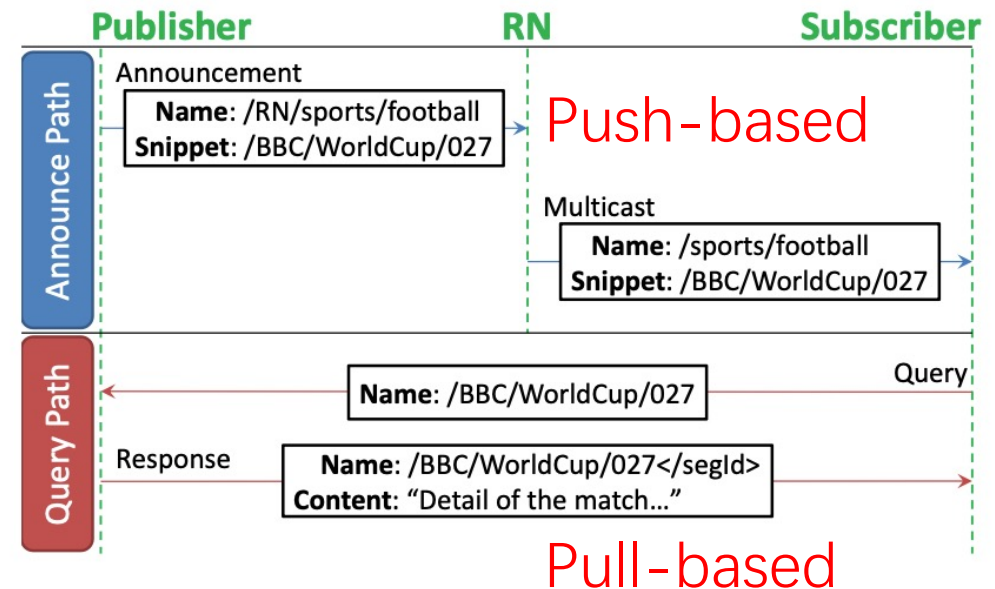 Publisher RN Subscriber
Announce Path
Announcement
Name: /RN/sports/football
Snippet: /BBC/WorldCup/027
Push-based
Multicast
Name: /sports/football
Snippet: /BBC/WorldCup/027
Query Path
Query
Name: /BBC/WorldCup/027
Response
Name: /BBC/WorldCup/027</segId>
Content: “Detail of the match…”
Pull-based